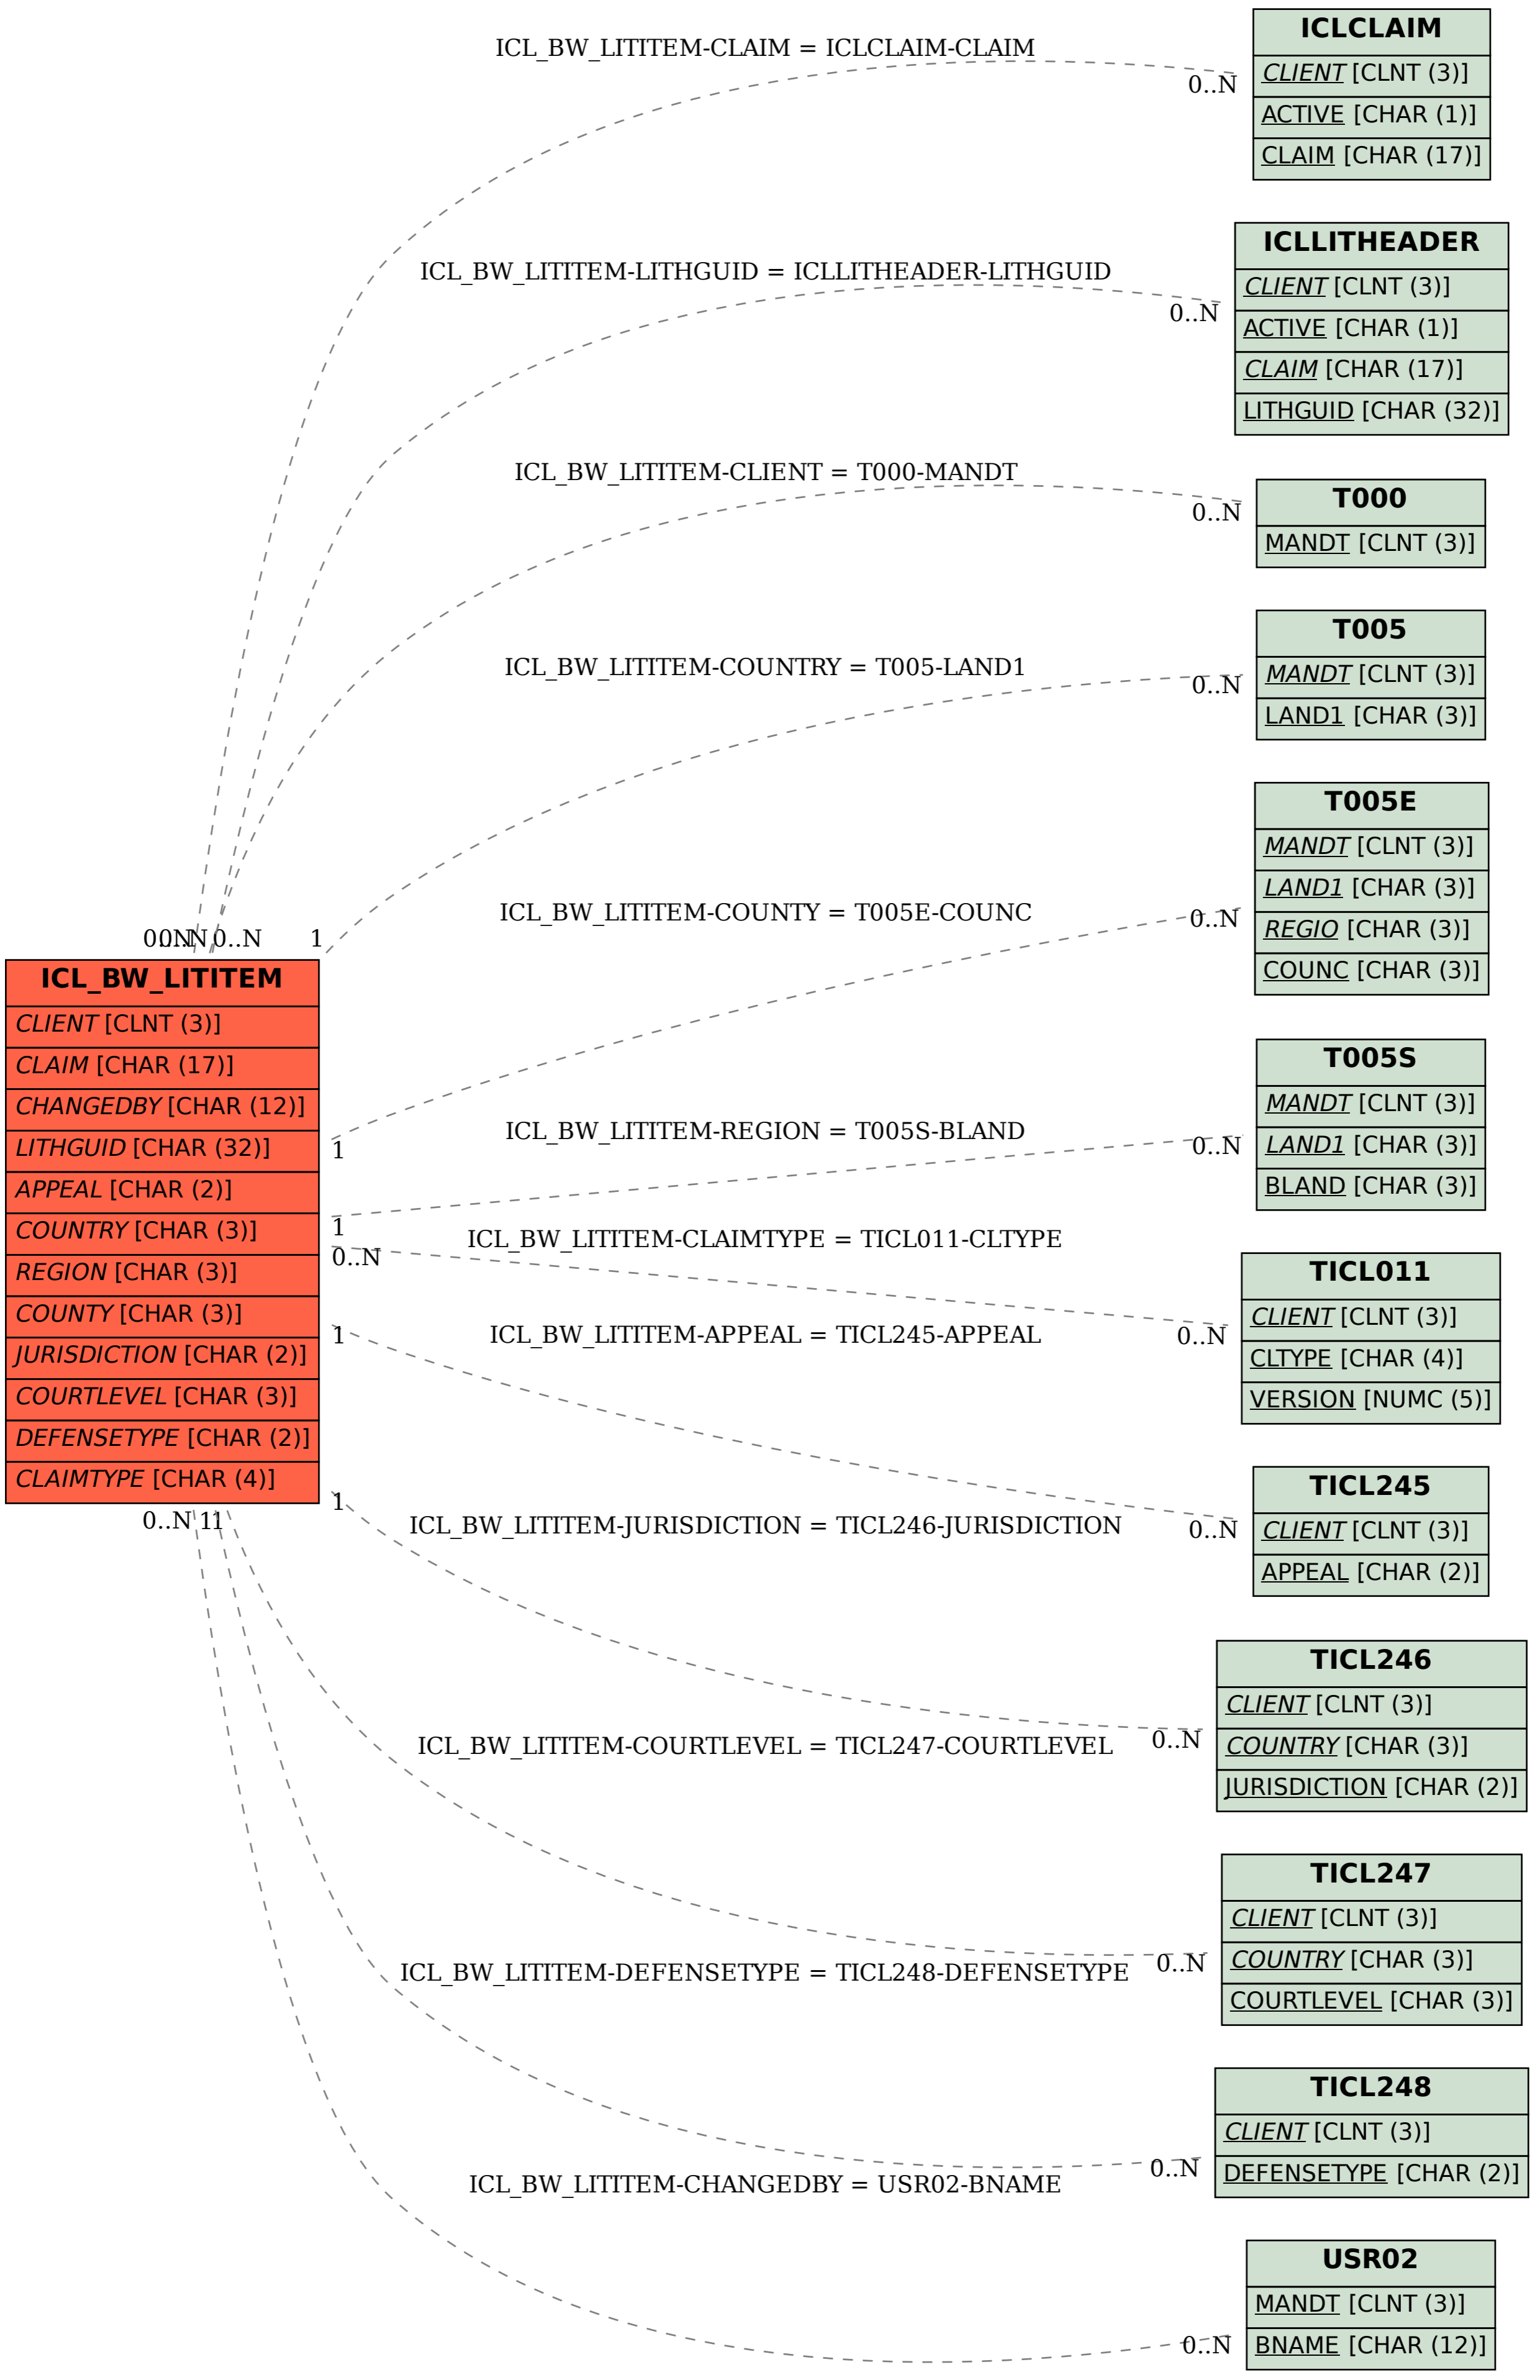 ICLCLAIM
CLIENT [CLNT (3)]
ACTIVE [CHAR (1)]
CLAIM [CHAR (17)]
ICL_BW_LITITEM-CLAIM = ICLCLAIM-CLAIM
0..N
ICLLITHEADER
CLIENT [CLNT (3)]
ACTIVE [CHAR (1)]
CLAIM [CHAR (17)]
LITHGUID [CHAR (32)]
ICL_BW_LITITEM-LITHGUID = ICLLITHEADER-LITHGUID
0..N
T000
MANDT [CLNT (3)]
ICL_BW_LITITEM-CLIENT = T000-MANDT
0..N
T005
MANDT [CLNT (3)]
LAND1 [CHAR (3)]
ICL_BW_LITITEM-COUNTRY = T005-LAND1
0..N
T005E
MANDT [CLNT (3)]
LAND1 [CHAR (3)]
REGIO [CHAR (3)]
COUNC [CHAR (3)]
ICL_BW_LITITEM-COUNTY = T005E-COUNC
0..N
0..N
0..N
0..N
1
ICL_BW_LITITEM
CLIENT [CLNT (3)]
CLAIM [CHAR (17)]
CHANGEDBY [CHAR (12)]
LITHGUID [CHAR (32)]
APPEAL [CHAR (2)]
COUNTRY [CHAR (3)]
REGION [CHAR (3)]
COUNTY [CHAR (3)]
JURISDICTION [CHAR (2)]
COURTLEVEL [CHAR (3)]
DEFENSETYPE [CHAR (2)]
CLAIMTYPE [CHAR (4)]
1
1
0..N
1
1
0..N
1
1
T005S
MANDT [CLNT (3)]
LAND1 [CHAR (3)]
BLAND [CHAR (3)]
ICL_BW_LITITEM-REGION = T005S-BLAND
0..N
TICL011
CLIENT [CLNT (3)]
CLTYPE [CHAR (4)]
VERSION [NUMC (5)]
ICL_BW_LITITEM-CLAIMTYPE = TICL011-CLTYPE
0..N
ICL_BW_LITITEM-APPEAL = TICL245-APPEAL
TICL245
CLIENT [CLNT (3)]
APPEAL [CHAR (2)]
0..N
ICL_BW_LITITEM-JURISDICTION = TICL246-JURISDICTION
TICL246
CLIENT [CLNT (3)]
COUNTRY [CHAR (3)]
JURISDICTION [CHAR (2)]
0..N
ICL_BW_LITITEM-COURTLEVEL = TICL247-COURTLEVEL
TICL247
CLIENT [CLNT (3)]
COUNTRY [CHAR (3)]
COURTLEVEL [CHAR (3)]
0..N
ICL_BW_LITITEM-DEFENSETYPE = TICL248-DEFENSETYPE
TICL248
CLIENT [CLNT (3)]
DEFENSETYPE [CHAR (2)]
0..N
ICL_BW_LITITEM-CHANGEDBY = USR02-BNAME
USR02
MANDT [CLNT (3)]
BNAME [CHAR (12)]
0..N